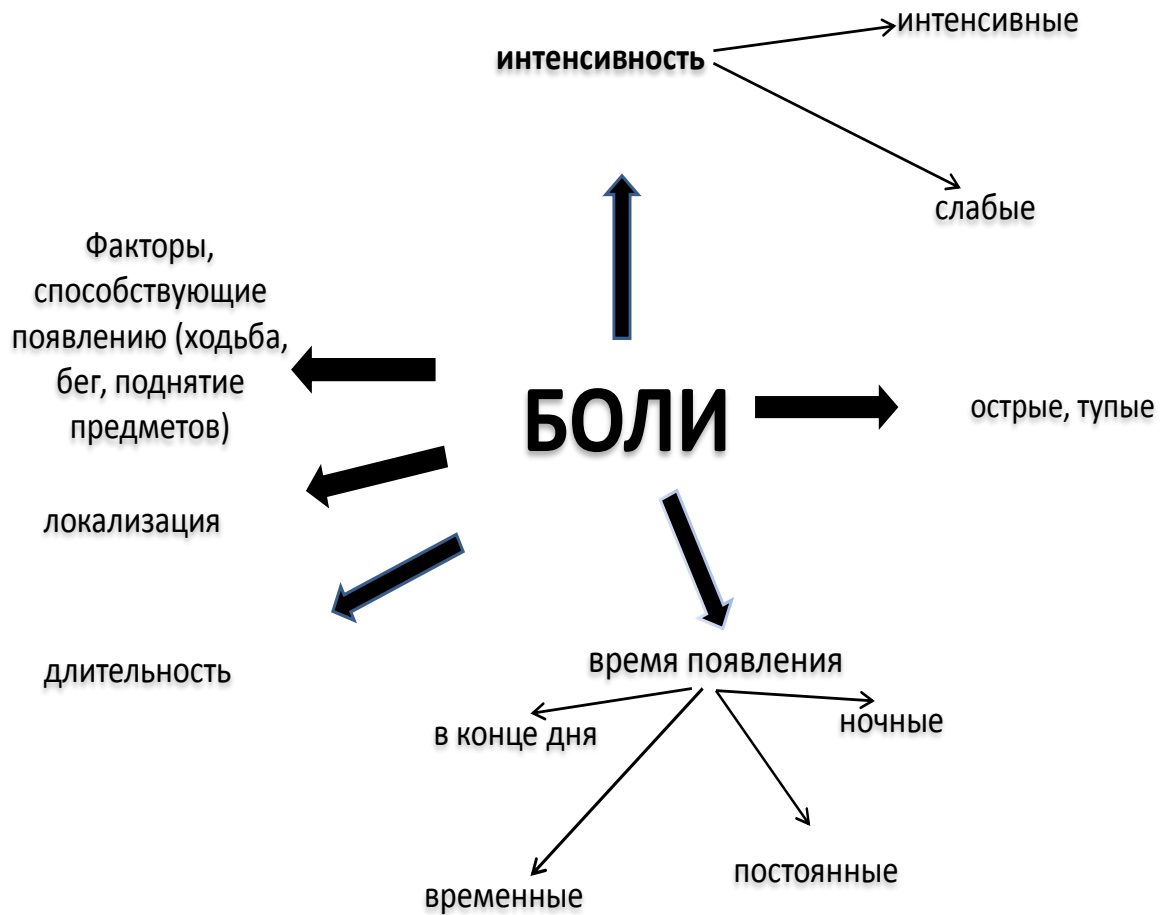 интенсивные
интенсивность
слабые
Факторы,
способствующие
появлению (ходьба,
бег, поднятие
предметов)
БОЛИ
острые, тупые
локализация
длительность
время появления
в конце дня
ночные
временные
постоянные